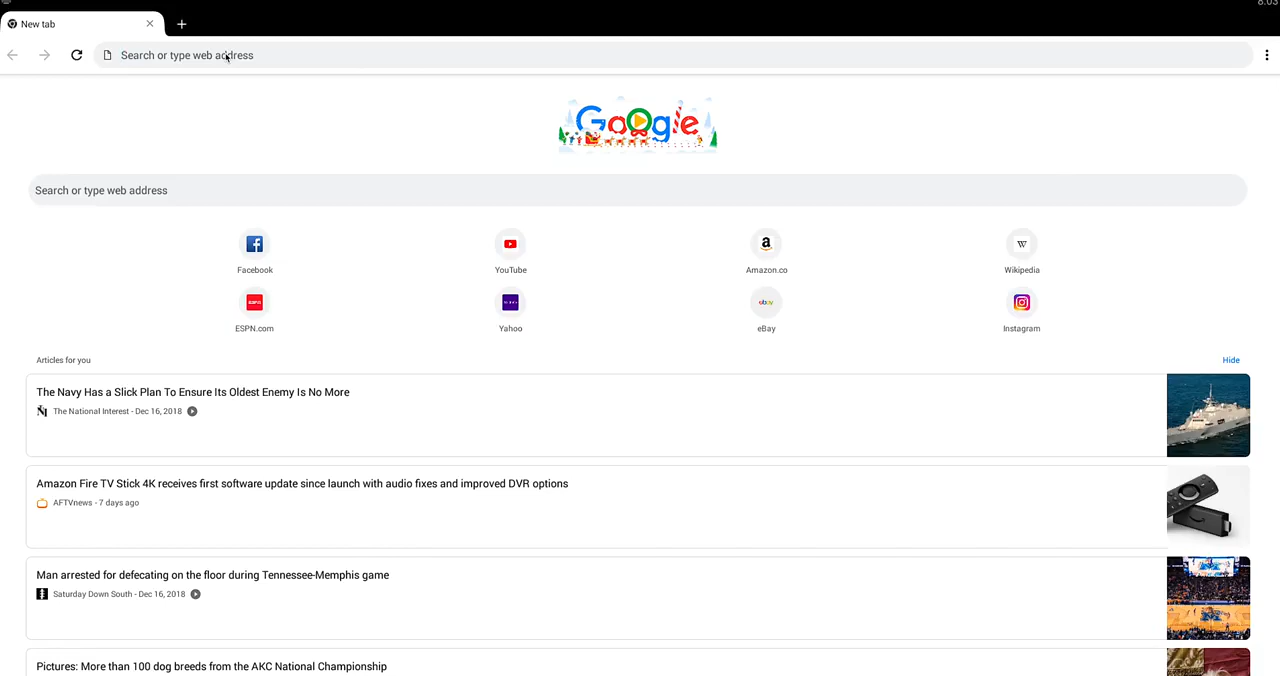 8:03
New tab
Search or type web address
Google
Search or type web address
Facebook
YouTube
a
Amazon.co
W
Wikipedia
ESPN
ESPN.com
Yahoo
ebay
eBay
Instagram
Articles for you
Hide
The Navy Has a Slick Plan To Ensure Its Oldest Enemy Is No More
The National Interest - Dec 16, 2018
Amazon Fire TV Stick 4K receives first software update since launch with audio fixes and improved DVR options
AFTVnews - 7 days ago
Man arrested for defecating on the floor during Tennessee-Memphis game
Saturday Down South - Dec 16, 2018
Pictures: More than 100 dog breeds from the AKC National Championship